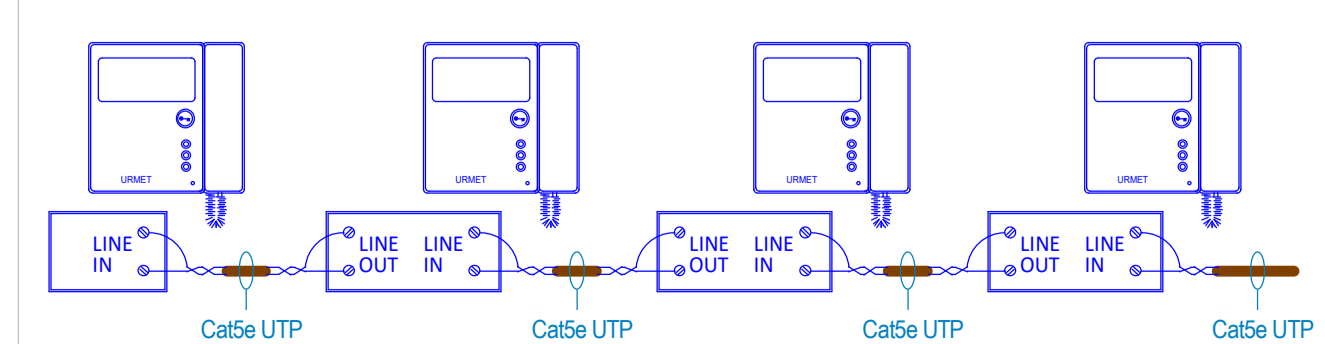 URMET
URMET
URMET
URMET
LINE
IN
LINE
OUT
LINE
IN
LINE
OUT
LINE
IN
LINE
OUT
LINE
IN
Cat5e UTP
Cat5e UTP
Cat5e UTP
Cat5e UTP